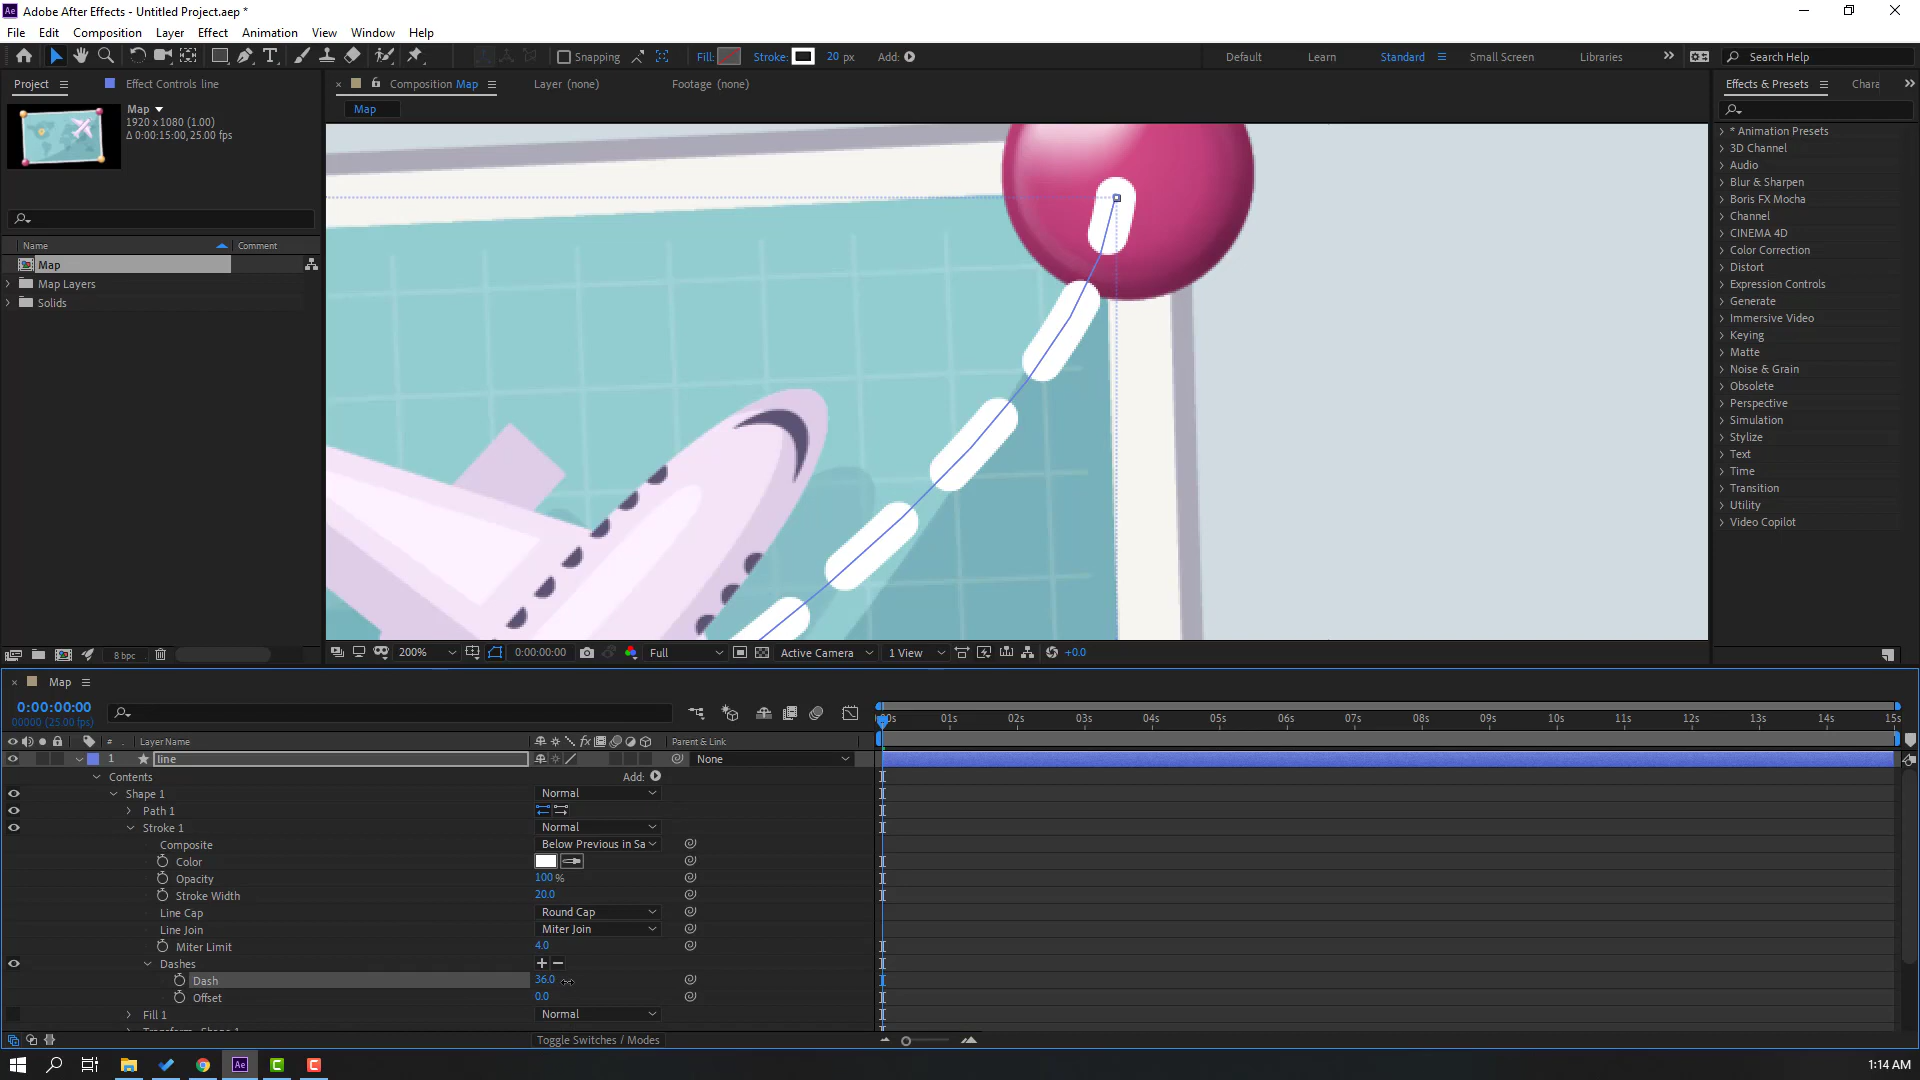 Adobe After Effects - Untitled Project.aep *
File Edit Composition Layer Effect Animation View Window Help
Snapping Fill: Stroke: 20 px Add: Default Learn Standard Small Screen Libraries Search Help
Project Effect Controls line Composition Map Layer (none) Footage (none) Effects & Presets Chara
Map
1920 x 1080 (1.00)
Δ 0:00:15:00, 25.00 fps
Map
Name Comment
Map
Map Layers
Solids
* Animation Presets
3D Channel
Audio
Blur & Sharpen
Boris FX Mocha
Channel
CINEMA 4D
Color Correction
Distort
Expression Controls
Generate
Immersive Video
Keying
Matte
Noise & Grain
Obsolete
Perspective
Simulation
Stylize
Text
Time
Transition
Utility
Video Copilot
8 bpc 200% 0:00:00:00 Full Active Camera 1 View +0.0
Map
0:00:00:00
00000 (25.00 fps)
:00s 01s 02s 03s 04s 05s 06s 07s 08s 09s 10s 11s 12s 13s 14s 15s
# Layer Name Parent & Link
1 line None
Contents Add:
Shape 1 Normal
Path 1
Stroke 1 Normal
Composite Below Previous in Sa
Color
Opacity 100 %
Stroke Width 20.0
Line Cap Round Cap
Line Join Miter Join
Miter Limit 4.0
Dashes
Dash 36.0
Offset 0.0
Fill 1 Normal
Transform: Shape 1
Toggle Switches / Modes
1:14 AM